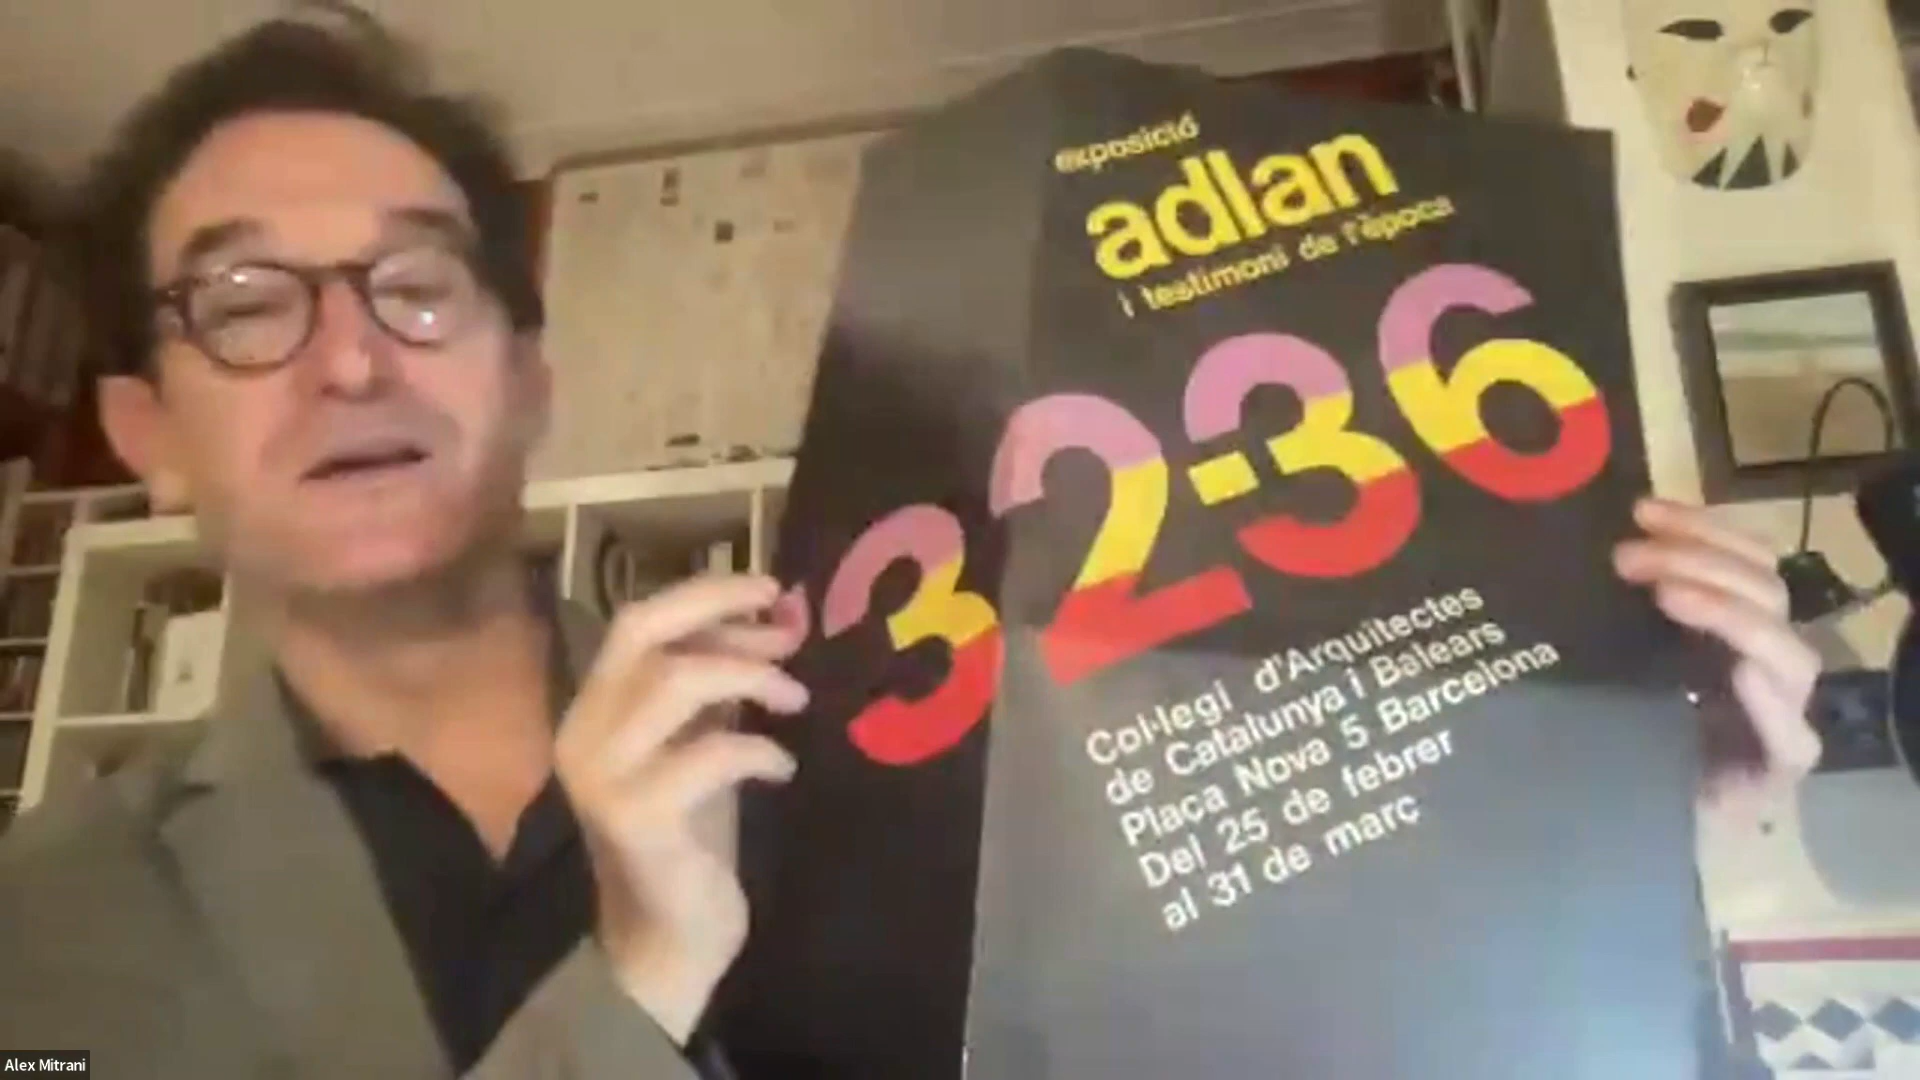 exposició
adlan
i testimoni de l'època
32-36
Col·legi d'Arquitectes
de Catalunya i Balears
Plaça Nova 5 Barcelona
Del 25 de febrer
al 31 de març
Alex Mitrani